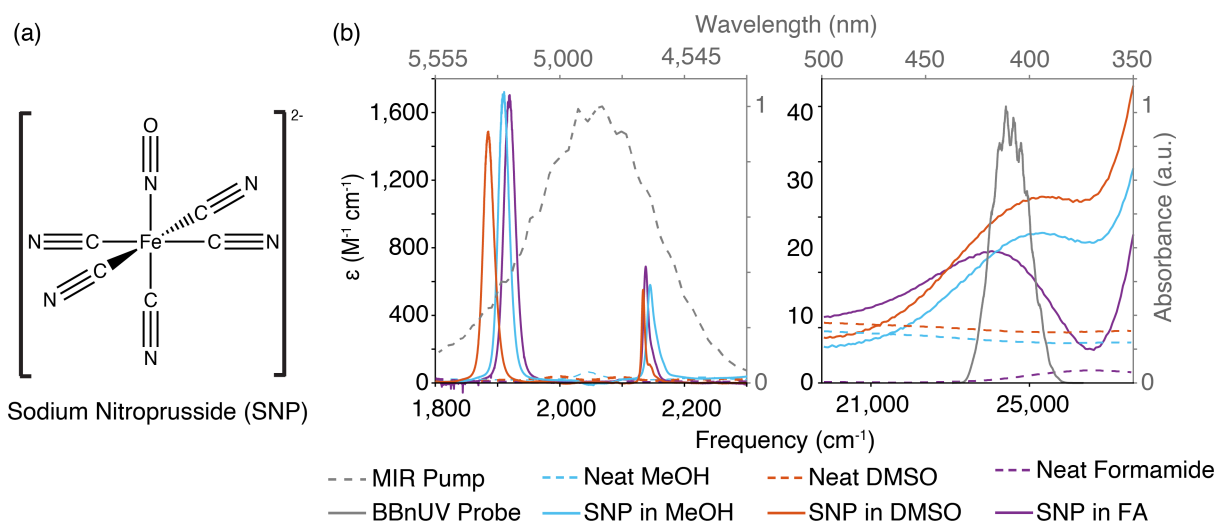 (a)
[ ]2-
O
N
C N
N C Fe C N
N C
C
N
Sodium Nitroprusside (SNP)
(b)
Wavelength (nm)
5,555 5,000 4,545 500 450 400 350
1,600
1,200
800
400
0
ε (M-1 cm-1)
1
0
40
30
20
10
0
1
0
Absorbance (a.u.)
1,800 2,000 2,200 21,000 25,000
Frequency (cm-1)
MIR Pump Neat MeOH Neat DMSO Neat Formamide
BBnUV Probe SNP in MeOH SNP in DMSO SNP in FA